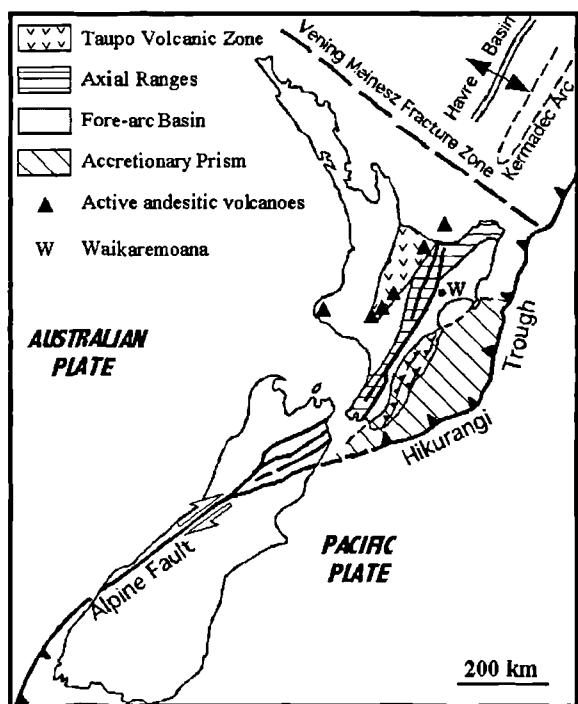 Taupo Volcanic Zone
Axial Ranges
Fore-arc Basin
Accretionary Prism
Active andesitic volcanoes
W Waikaremoana
Vening Meinesz Fracture Zone
Havre Basin
Kermadec Arc
W
AUSTRALIAN
PLATE
Hikurangi Trough
PACIFIC
PLATE
Alpine Fault
200 km